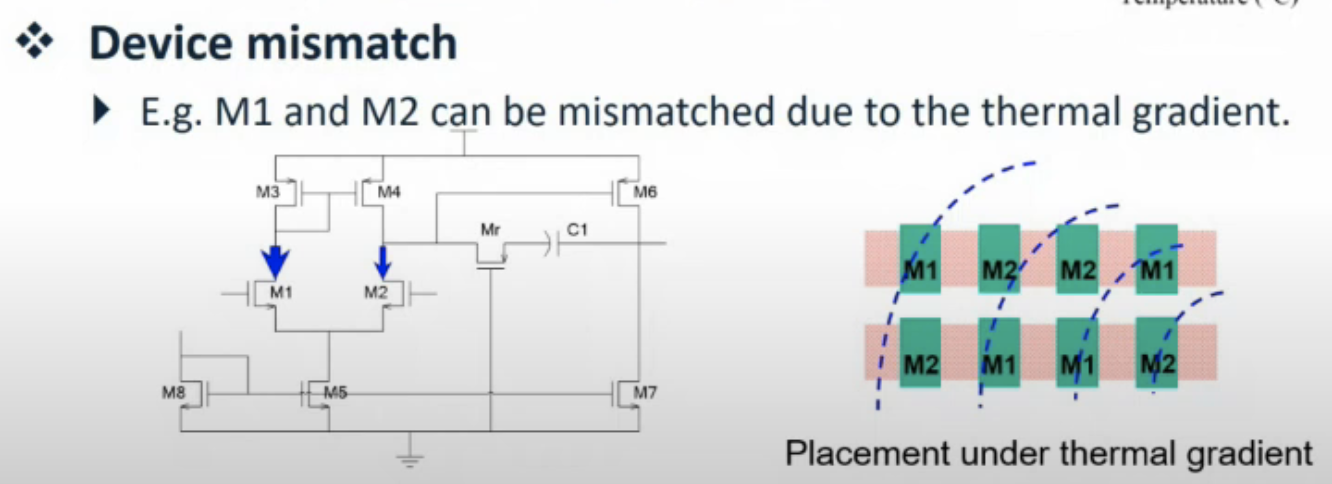 Temperature (°C)
Device mismatch
E.g. M1 and M2 can be mismatched due to the thermal gradient.
M3 M4 M6
Mr C1
M1 M2
M8 M5 M7
M1 M2 M2 M1
M2 M1 M1 M2
Placement under thermal gradient